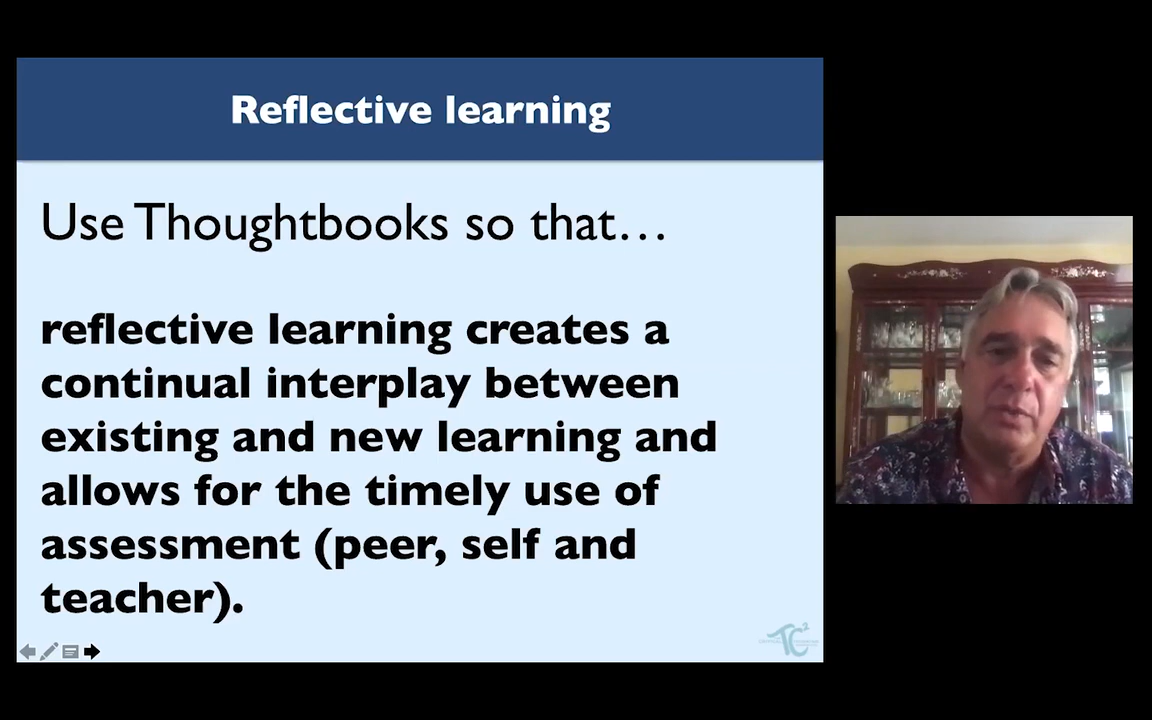 Reflective learning
Use Thoughtbooks so that…
reflective learning creates a
continual interplay between
existing and new learning and
allows for the timely use of
assessment (peer, self and
teacher).
TC²